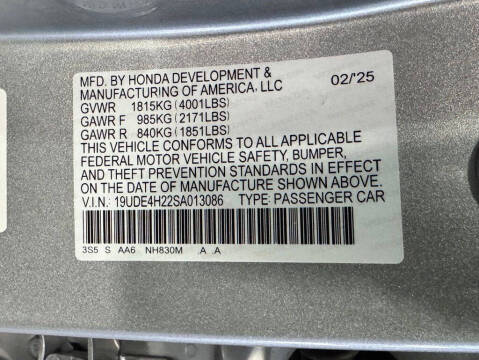 MFD. BY HONDA DEVELOPMENT & 02/'25
MANUFACTURING OF AMERICA, LLC
GVWR 1815KG(4001LBS)
GAWR F 985KG(2171LBS)
GAWR R 840KG(1851LBS)
THIS VEHICLE CONFORMS TO ALL APPLICABLE
FEDERAL MOTOR VEHICLE SAFETY, BUMPER,
AND THEFT PREVENTION STANDARDS IN EFFECT
ON THE DATE OF MANUFACTURE SHOWN ABOVE.
V.I.N.: 19UDE4H22SA013086 TYPE: PASSENGER CAR
3S5 S AA6 NH830M .A .A